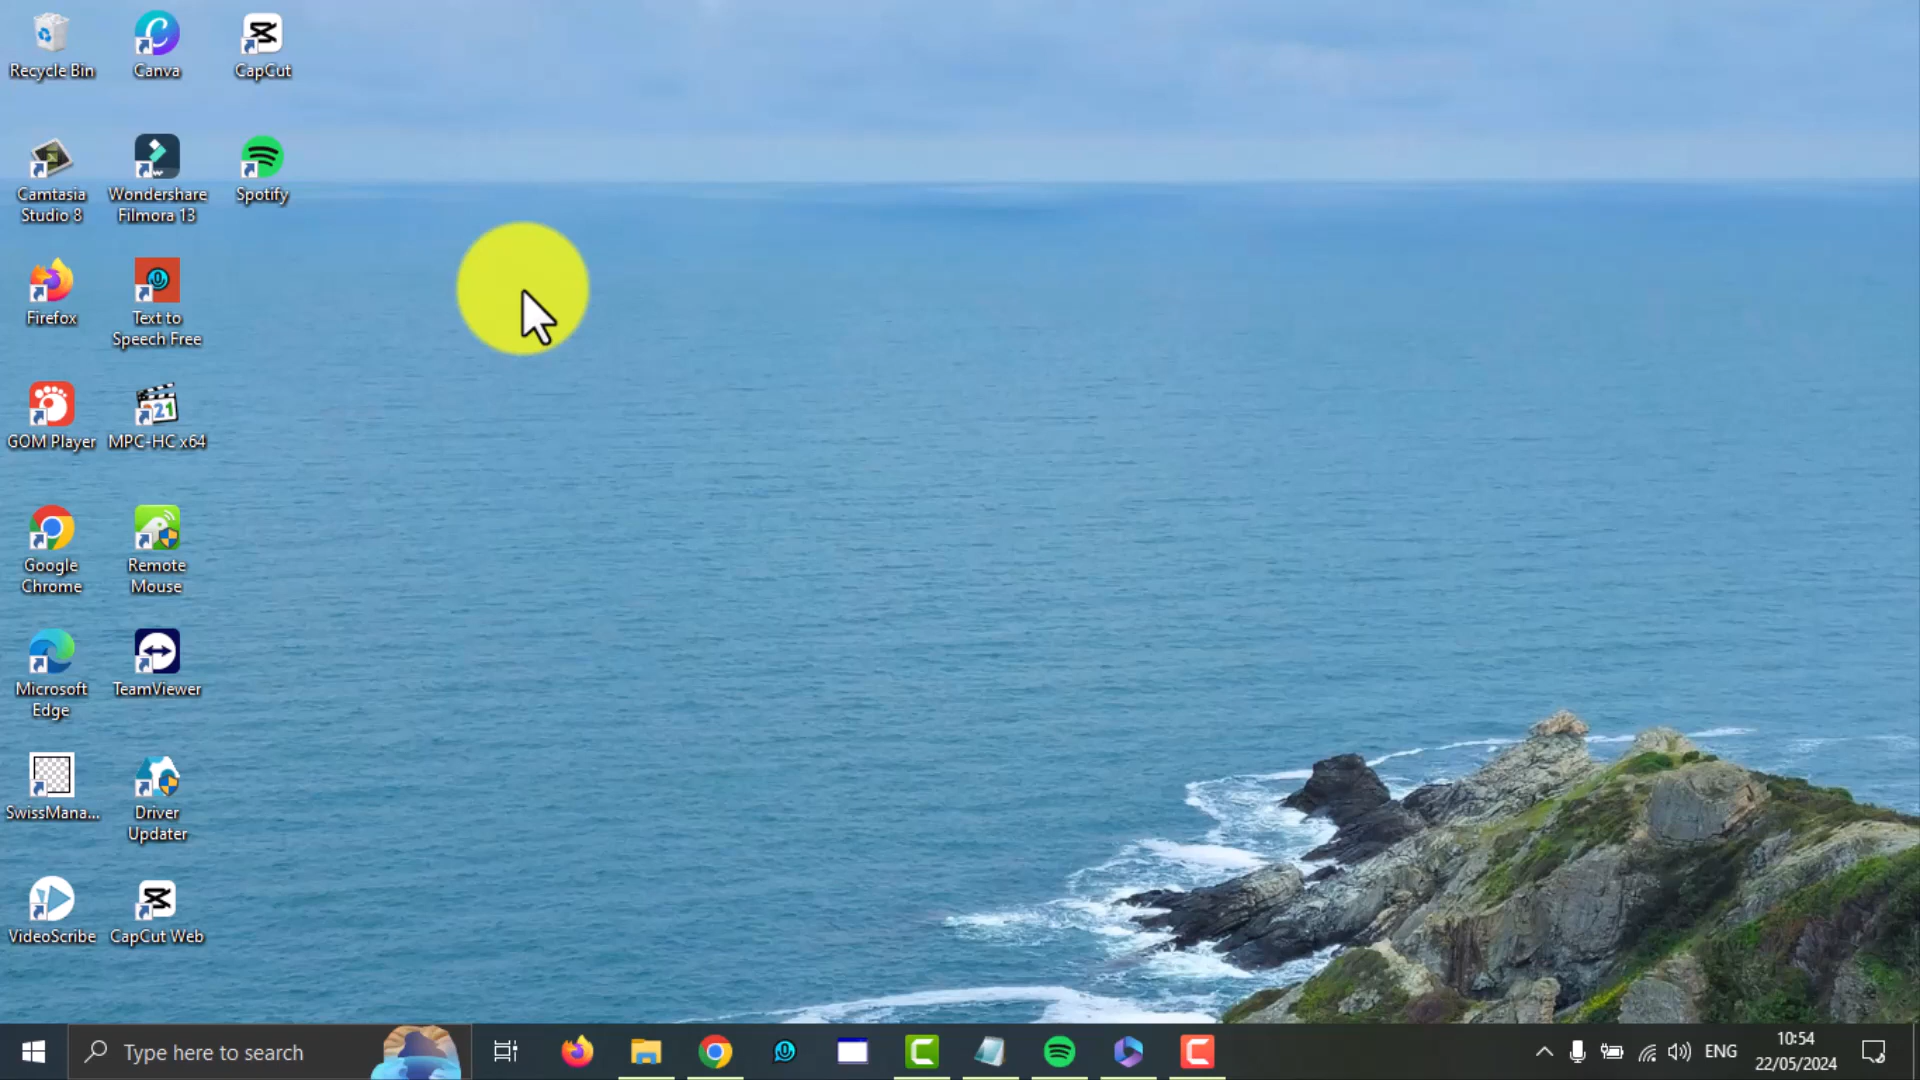 Recycle Bin
Canva
CapCut
Camtasia
Studio 8
Wondershare
Filmora 13
Spotify
Firefox
Text to
Speech Free
GOM Player
MPC-HC x64
Google
Chrome
Remote
Mouse
Microsoft
Edge
TeamViewer
SwissMana...
Driver
Updater
VideoScribe
CapCut Web
Type here to search
ENG
10:54
22/05/2024